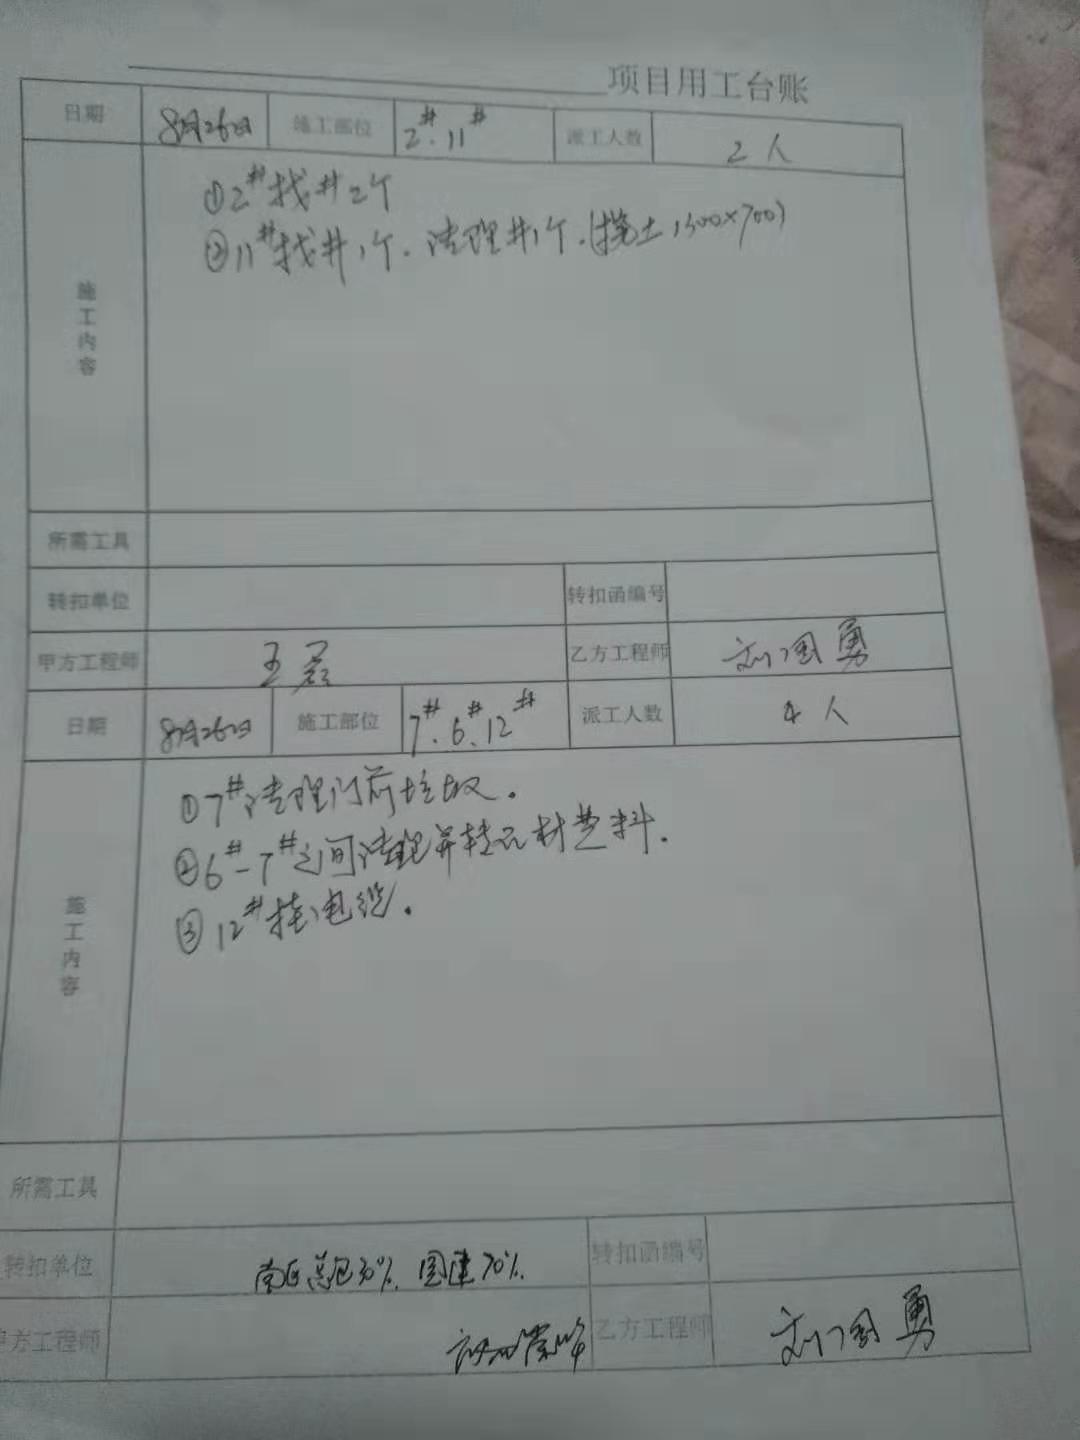 项目用工台账
日期 8月26日 施工部位 2#.11# 派工人数 2人
施工内容
①2#找井2个
②11#找井1个.清理井1个.(挖土1300×700)
所需工具
转扣单位 转扣函编号
甲方工程师 王磊 乙方工程师 刘国勇
日期 8月26日 施工部位 7#.6#.12# 派工人数 4人
施工内容
①7#清理门前垃圾.
②6#-7#之间清理并转石材废料.
③12#接电缆.
所需工具
转扣单位 南区总包30%.国建70%. 转扣函编号
甲方工程师 乙方工程师 刘国勇